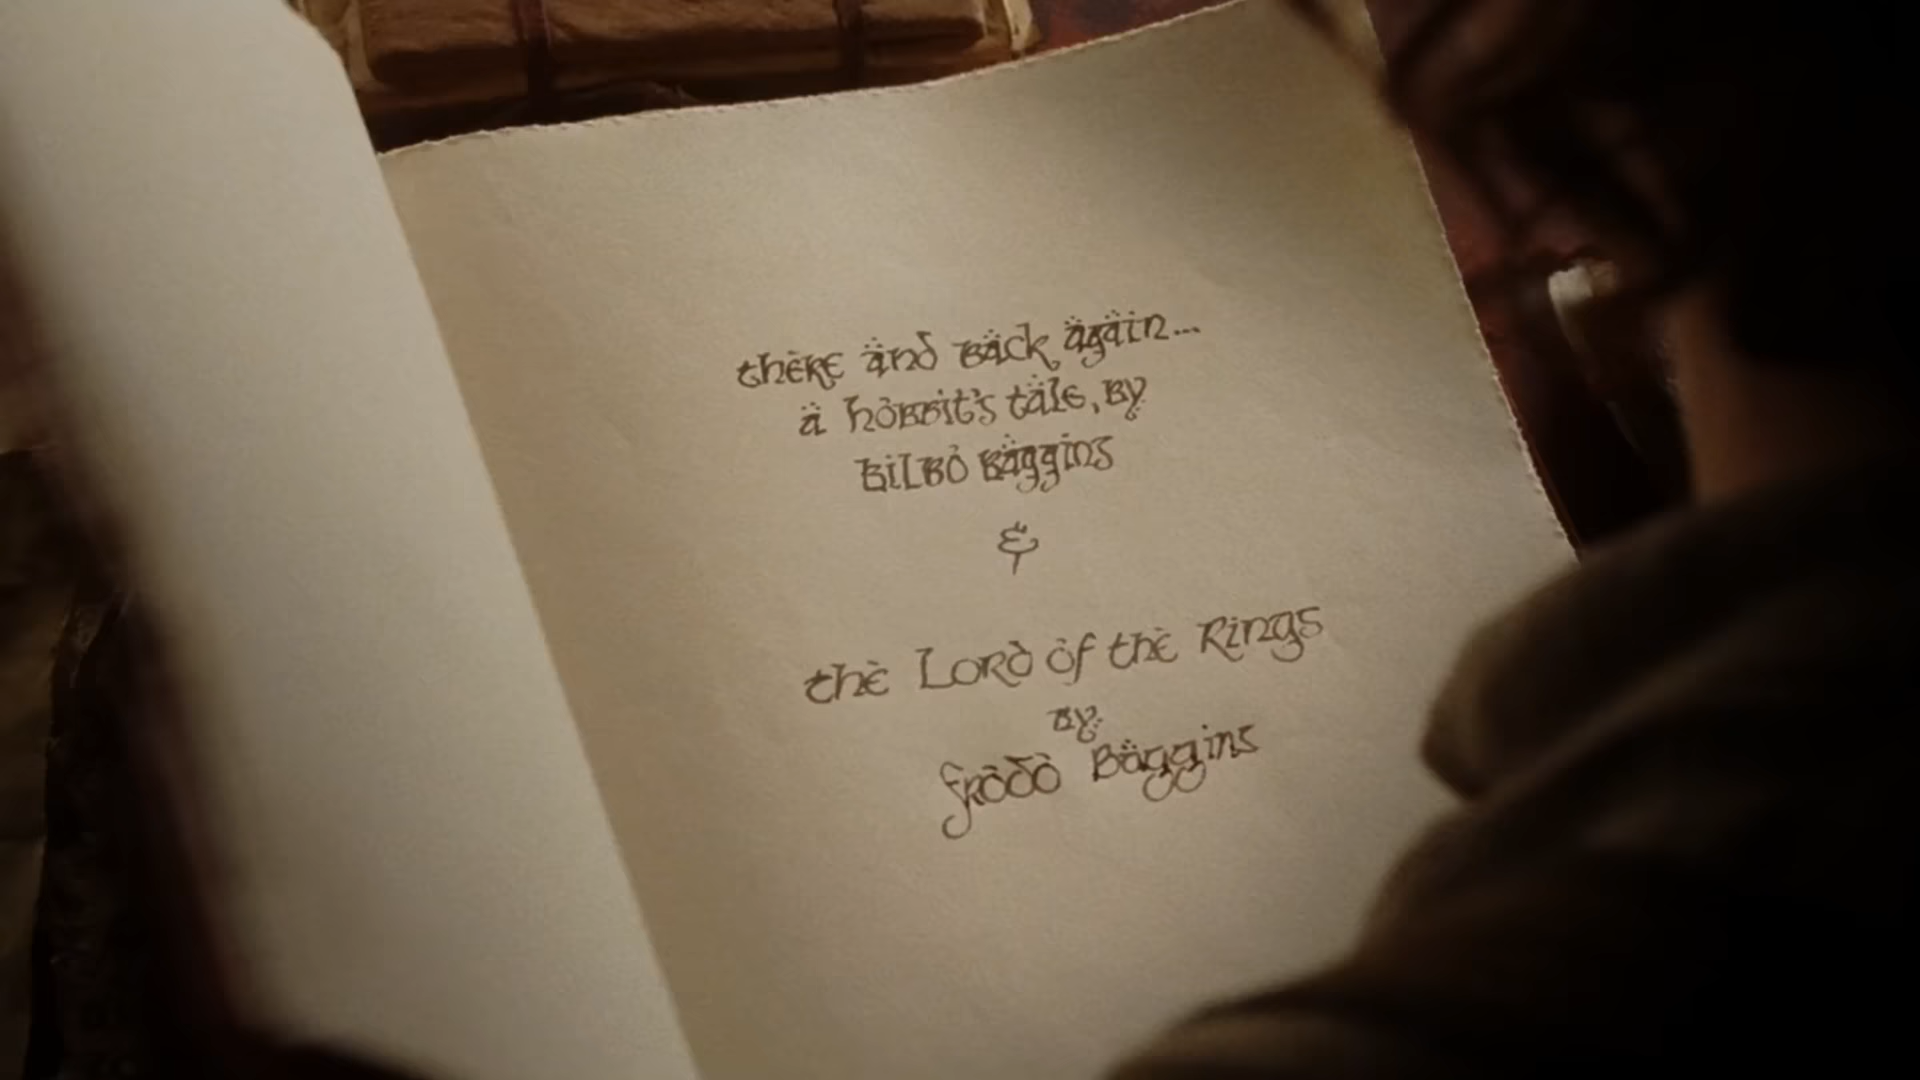 there and back again...
a hobbit's tale, by
Bilbo Baggins
&
the Lord of the Rings
by
frodo Baggins